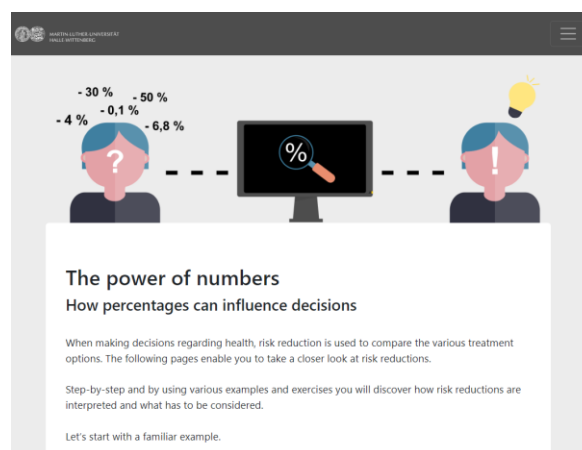 MARTIN-LUTHER-UNIVERSITÄT
HALLE-WITTENBERG
- 30 %
- 50 %
- 0,1 %
- 4 %
- 6,8 %
?
%
!
The power of numbers
How percentages can influence decisions
When making decisions regarding health, risk reduction is used to compare the various treatment
options. The following pages enable you to take a closer look at risk reductions.
Step-by-step and by using various examples and exercises you will discover how risk reductions are
interpreted and what has to be considered.
Let's start with a familiar example.